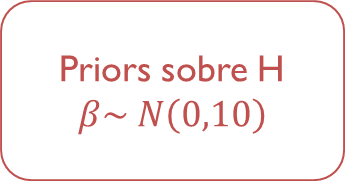 Priors sobre H
β~ N(0,10)